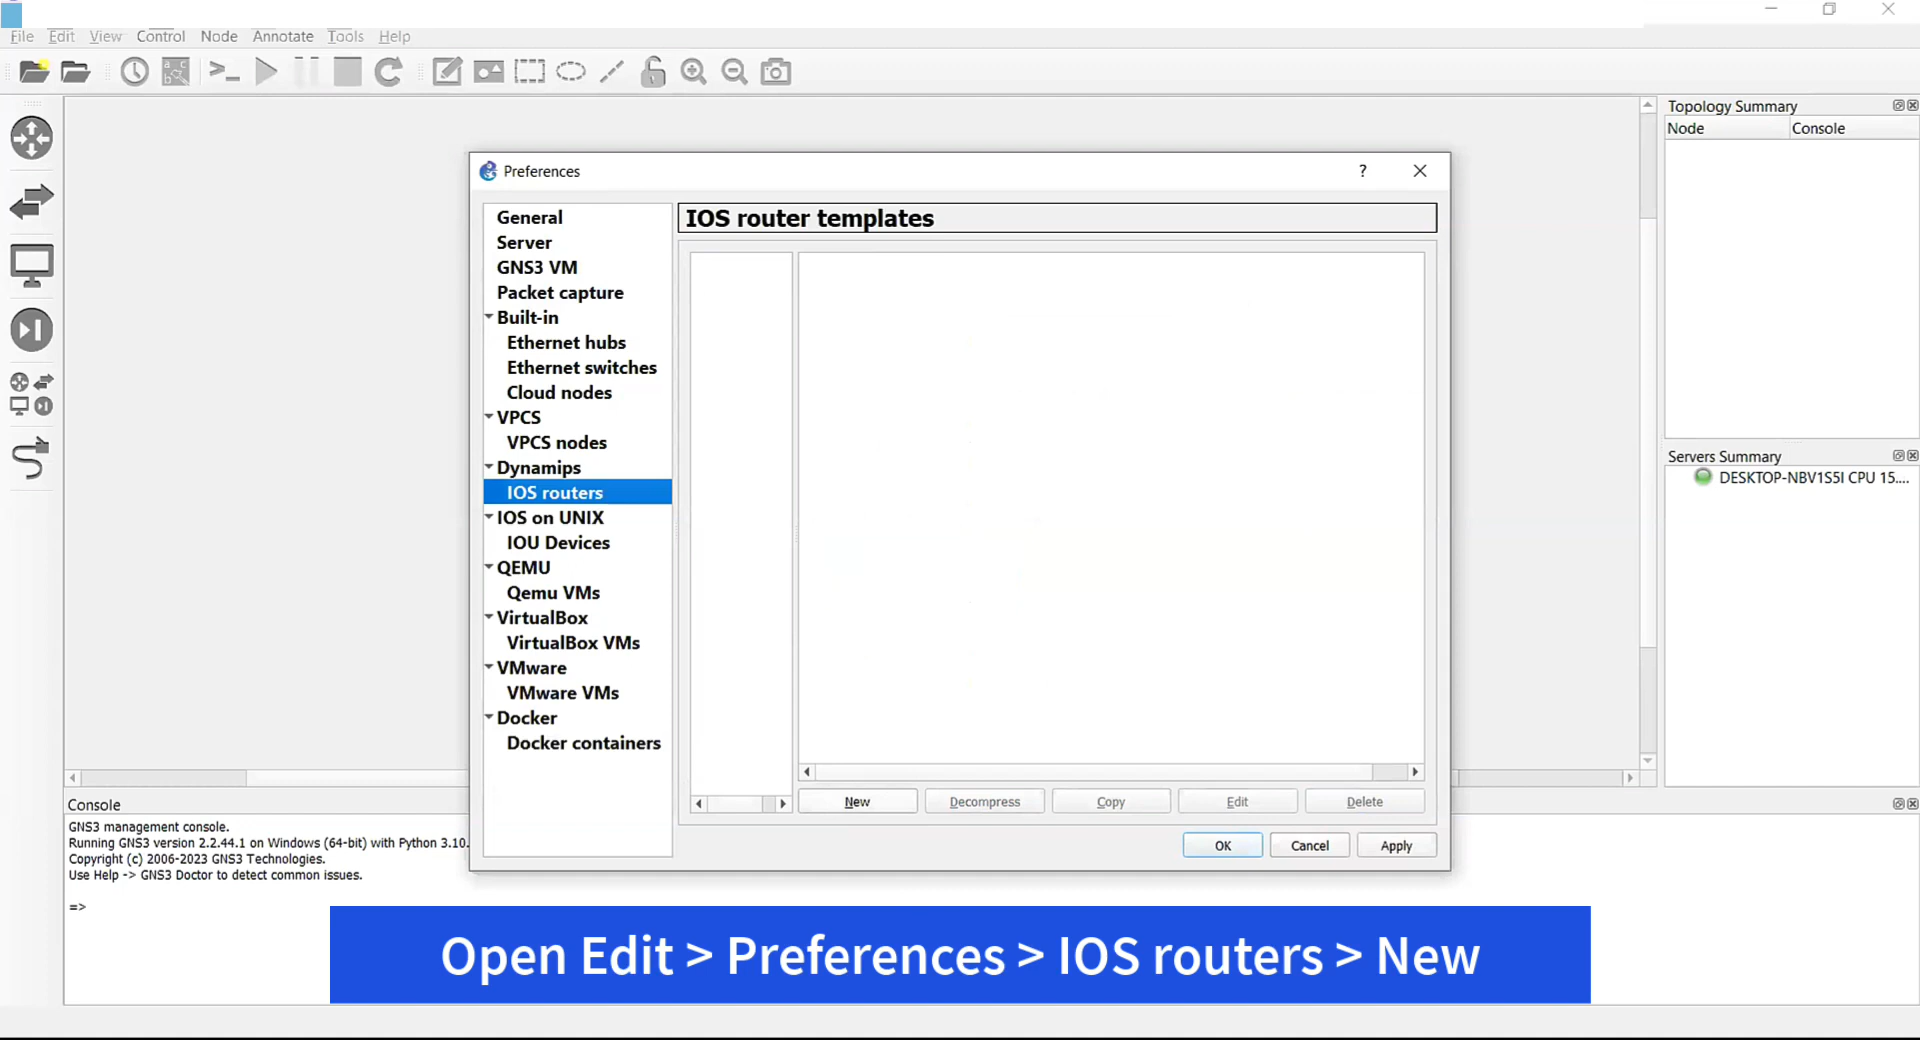 File Edit View Control Node Annotate Tools Help
Topology Summary
Node Console
Preferences ?
General
Server
GNS3 VM
Packet capture
Built-in
Ethernet hubs
Ethernet switches
Cloud nodes
VPCS
VPCS nodes
Dynamips
IOS routers
IOS on UNIX
IOU Devices
QEMU
Qemu VMs
VirtualBox
VirtualBox VMs
VMware
VMware VMs
Docker
Docker containers
IOS router templates
New Decompress Copy Edit Delete
OK Cancel Apply
Servers Summary
DESKTOP-NBV1S5I CPU 15....
Console
GNS3 management console.
Running GNS3 version 2.2.44.1 on Windows (64-bit) with Python 3.10.
Copyright (c) 2006-2023 GNS3 Technologies.
Use Help -> GNS3 Doctor to detect common issues.
=>
Open Edit > Preferences > IOS routers > New